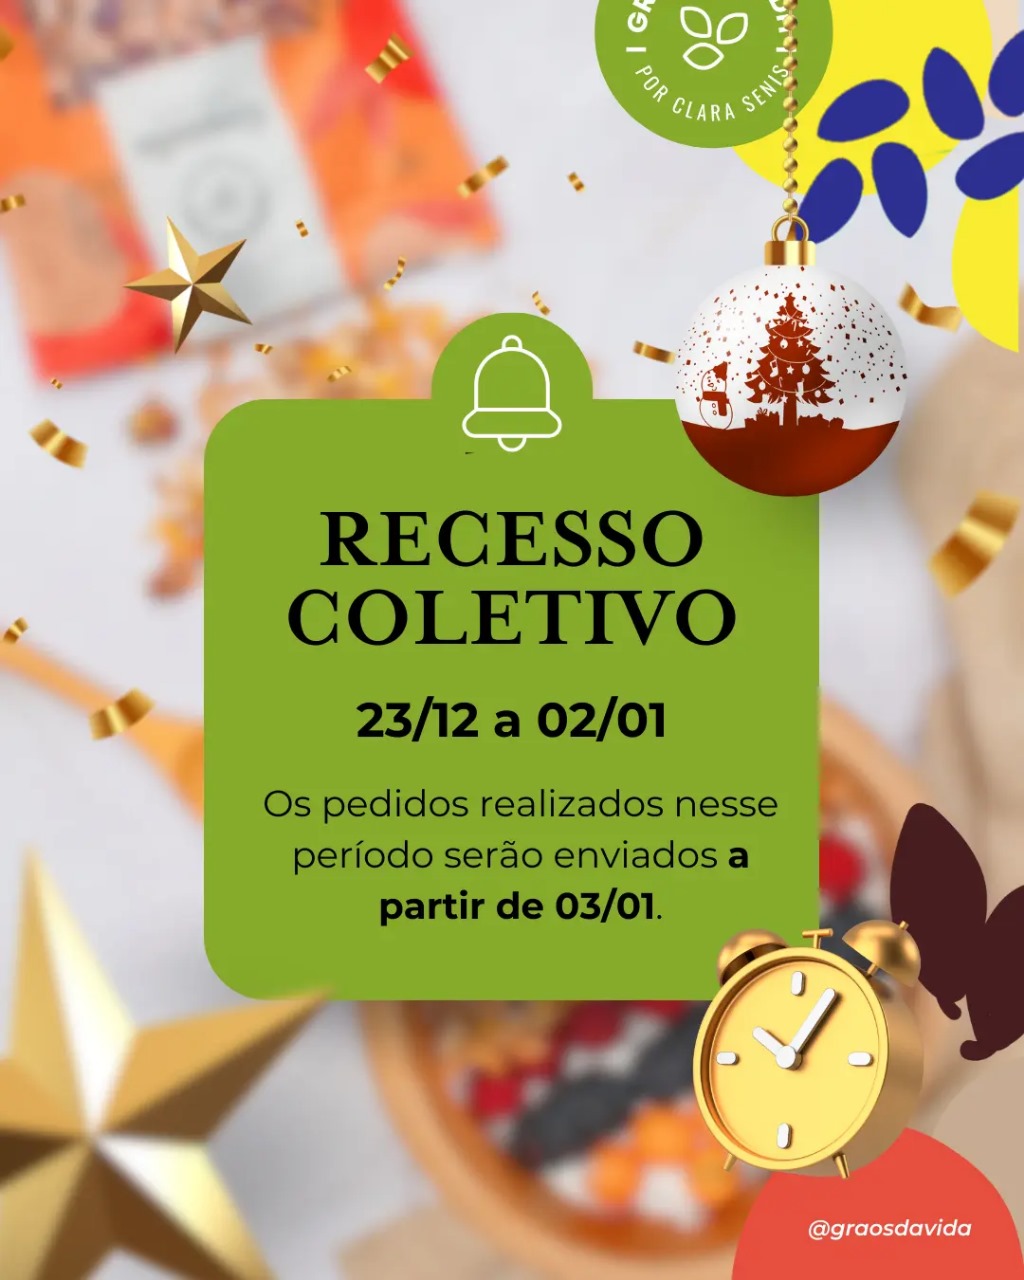 POR CLARA SENIS
RECESSO
COLETIVO
23/12 a 02/01
Os pedidos realizados nesse
período serão enviados a
partir de 03/01.
@graosdavida